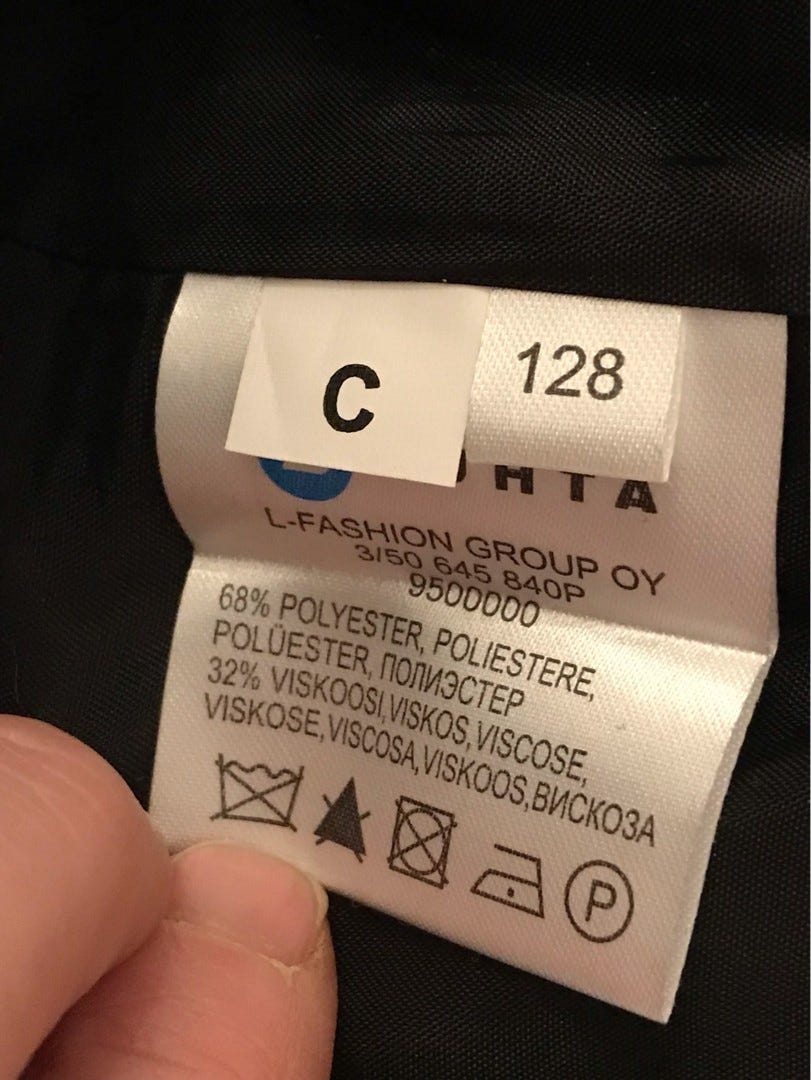 C
128
L-FASHION GROUP OY
3/50 645 840P
9500000
68% POLYESTER, POLIESTERE,
POLÜESTER, ПОЛИЭСТЕР
32% VISKOOSI,VISKOS,VISCOSE,
VISKOSE,VISCOSA,VISKOOS,ВИСКОЗА
P